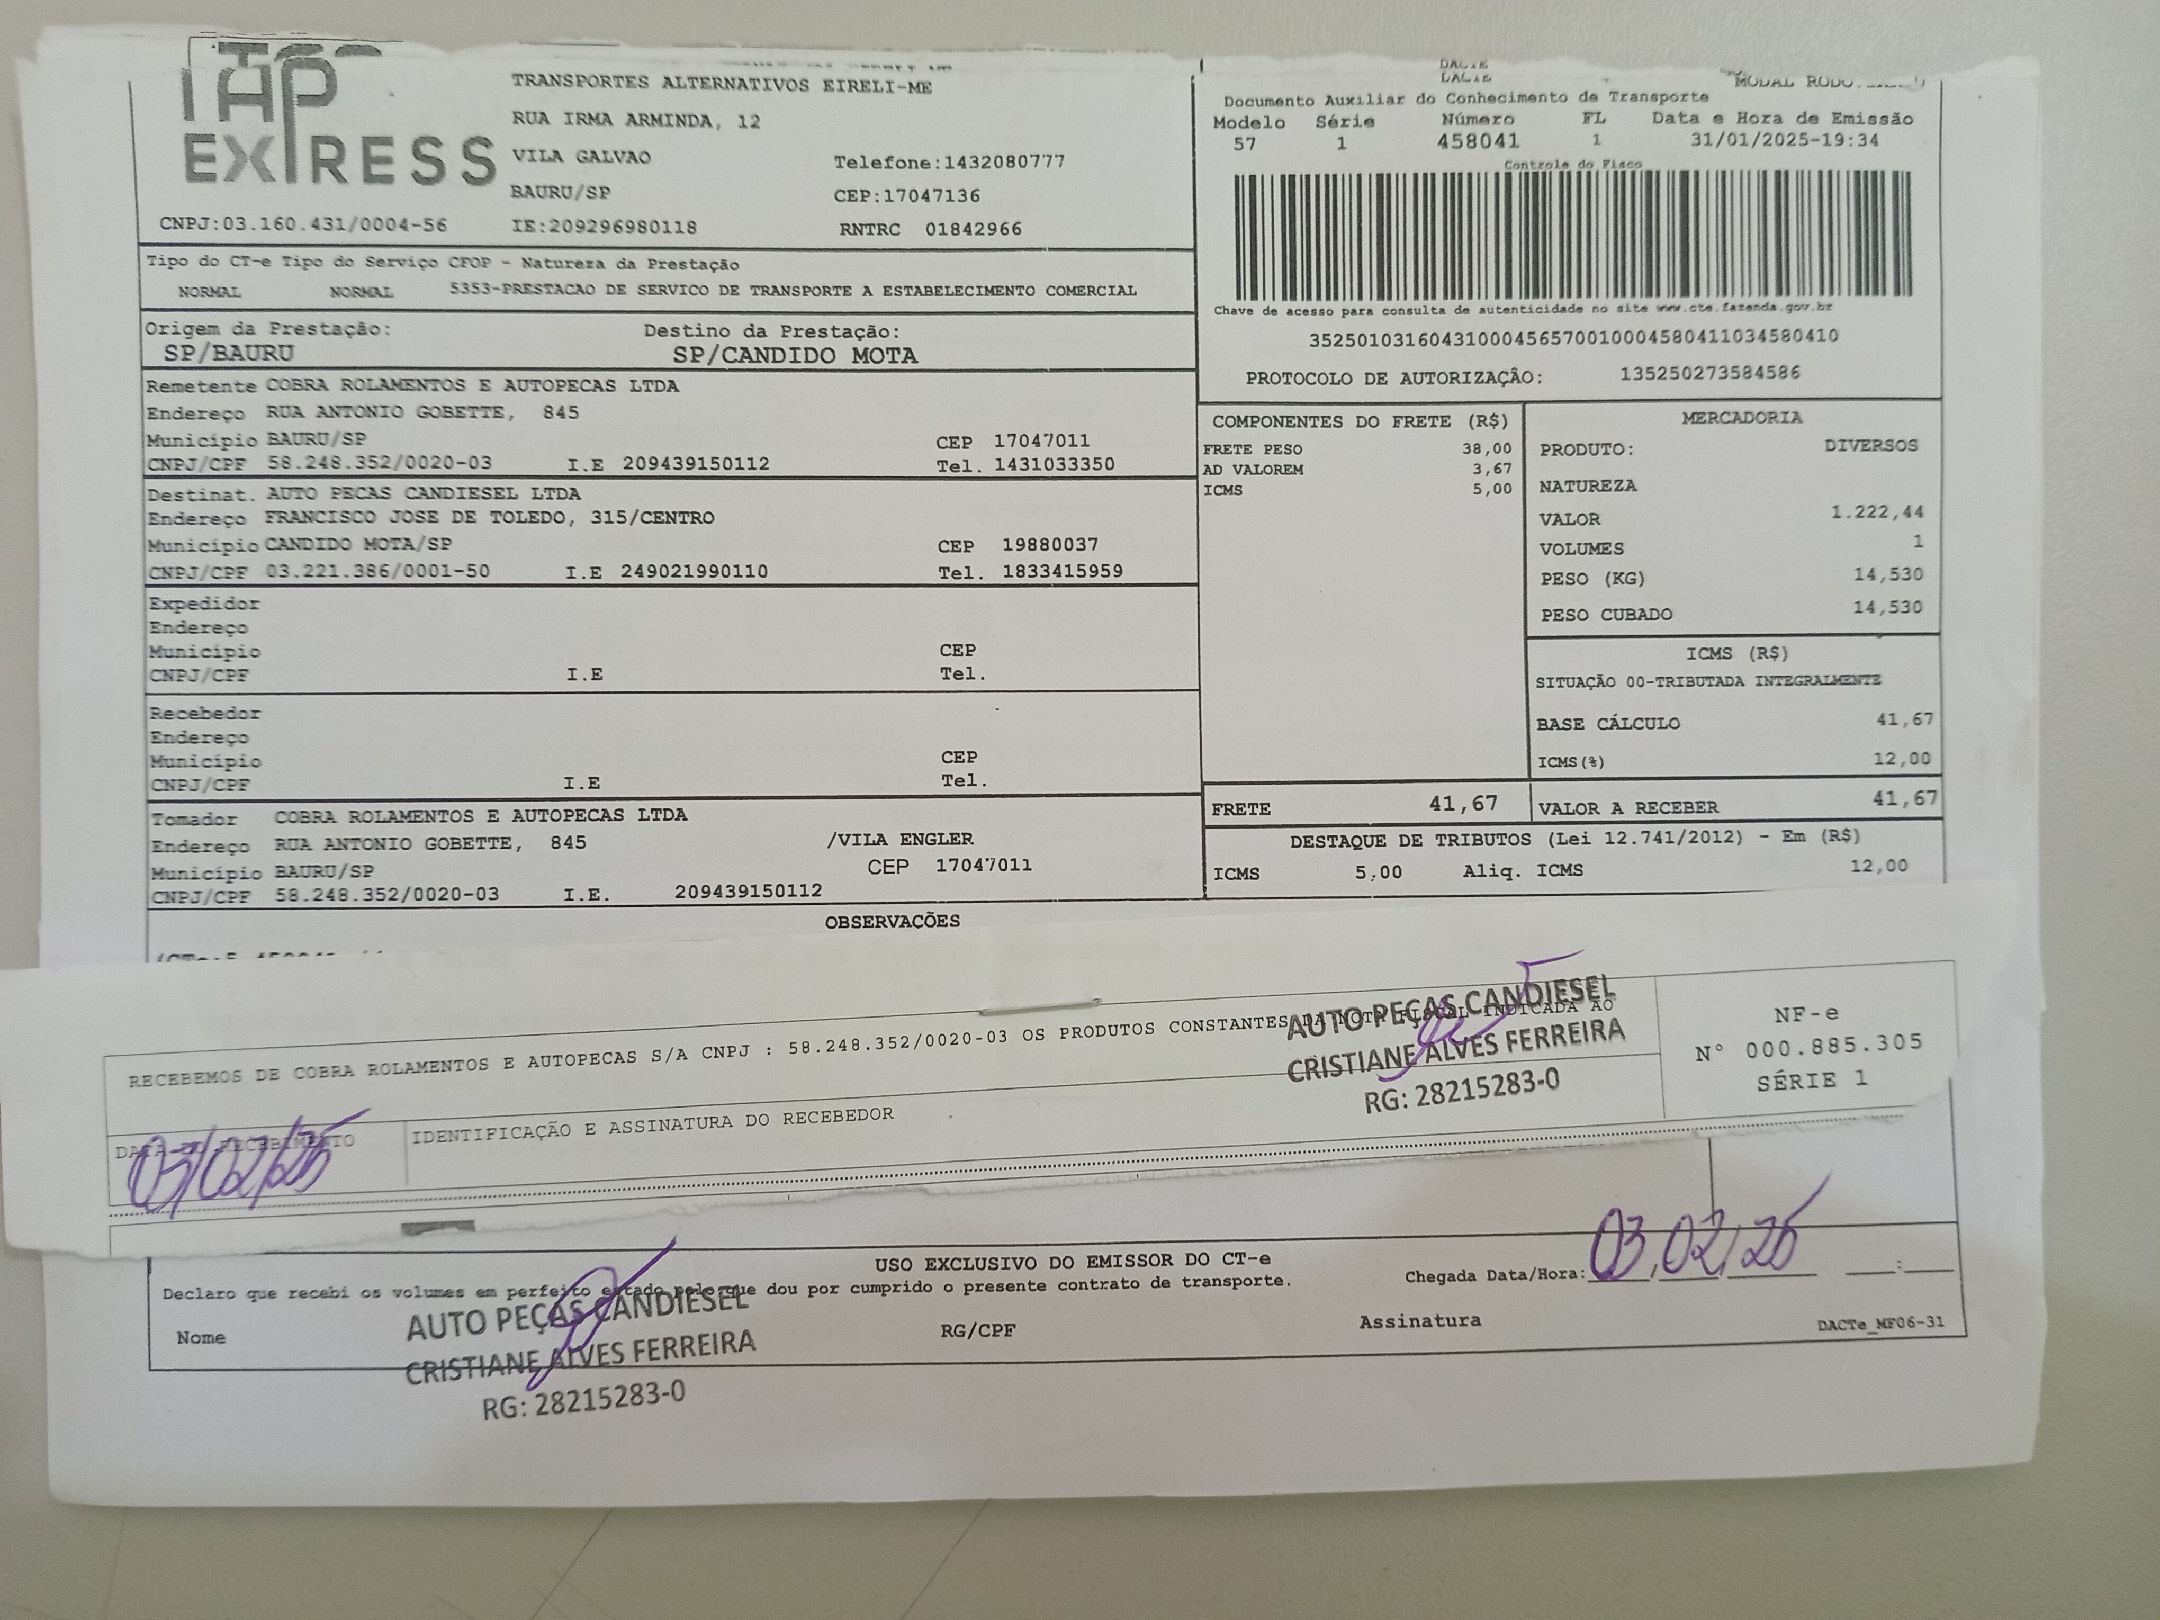 TAP
EXPRESS
TRANSPORTES ALTERNATIVOS EIRELI-ME
RUA IRMA ARMINDA, 12
VILA GALVAO
Telefone:1432080777
BAURU/SP
CEP:17047136
CNPJ:03.160.431/0004-56 IE:209296980118 RNTRC 01842966
DACTE
MODAL RODO
Documento Auxiliar do Conhecimento de Transporte
Modelo Série Número FL Data e Hora de Emissão
57 1 458041 1 31/01/2025-19:34
Controle do Fisco
Chave de acesso para consulta de autenticidade no site www.cte.fazenda.gov.br
35250103160431000456570010004580411034580410
PROTOCOLO DE AUTORIZAÇÂO: 135250273584586
Tipo do CT-e Tipo do Serviço CFOP - Natureza da Prestação
NORMAL NORMAL 5353-PRESTACAO DE SERVICO DE TRANSPORTE A ESTABELECIMENTO COMERCIAL
Origem da Prestação: Destino da Prestação:
SP/BAURU SP/CANDIDO MOTA
Remetente COBRA ROLAMENTOS E AUTOPECAS LTDA
Endereço RUA ANTONIO GOBETTE, 845
Município BAURU/SP CEP 17047011
CNPJ/CPF 58.248.352/0020-03 I.E 209439150112 Tel. 1431033350
Destinat. AUTO PECAS CANDIESEL LTDA
Endereço FRANCISCO JOSE DE TOLEDO, 315/CENTRO
Município CANDIDO MOTA/SP CEP 19880037
CNPJ/CPF 03.221.386/0001-50 I.E 249021990110 Tel. 1833415959
Expedidor
Endereço
Município CEP
CNPJ/CPF I.E Tel.
Recebedor
Endereço
Município CEP
CNPJ/CPF I.E Tel.
Tomador COBRA ROLAMENTOS E AUTOPECAS LTDA
Endereço RUA ANTONIO GOBETTE, 845 /VILA ENGLER
Município BAURU/SP CEP 17047011
CNPJ/CPF 58.248.352/0020-03 I.E. 209439150112
COMPONENTES DO FRETE (R$)
FRETE PESO 38,00
AD VALOREM 3,67
ICMS 5,00
MERCADORIA
PRODUTO: DIVERSOS
NATUREZA
VALOR 1.222,44
VOLUMES 1
PESO (KG) 14,530
PESO CUBADO 14,530
ICMS (R$)
SITUAÇÃO 00-TRIBUTADA INTEGRALMENTE
BASE CÁLCULO 41,67
ICMS(%) 12,00
FRETE 41,67 VALOR A RECEBER 41,67
DESTAQUE DE TRIBUTOS (Lei 12.741/2012) - Em (R$)
ICMS 5,00 Aliq. ICMS 12,00
OBSERVAÇÕES
RECEBEMOS DE COBRA ROLAMENTOS E AUTOPECAS S/A CNPJ : 58.248.352/0020-03 OS PRODUTOS CONSTANTES DA NOTA FISCAL INDICADA AO
AUTO PEÇAS CANDIESEL
CRISTIANE ALVES FERREIRA
RG: 28215283-0
NF-e
N° 000.885.305
SÉRIE 1
DATA DE RECEBIMENTO IDENTIFICAÇÃO E ASSINATURA DO RECEBEDOR
03/02/25
USO EXCLUSIVO DO EMISSOR DO CT-e
Declaro que recebi os volumes em perfeito estado pelo que dou por cumprido o presente contrato de transporte.
Chegada Data/Hora: 03/02/25 :
Nome RG/CPF Assinatura DACTe_MF06-31
AUTO PEÇAS CANDIESEL
CRISTIANE ALVES FERREIRA
RG: 28215283-0